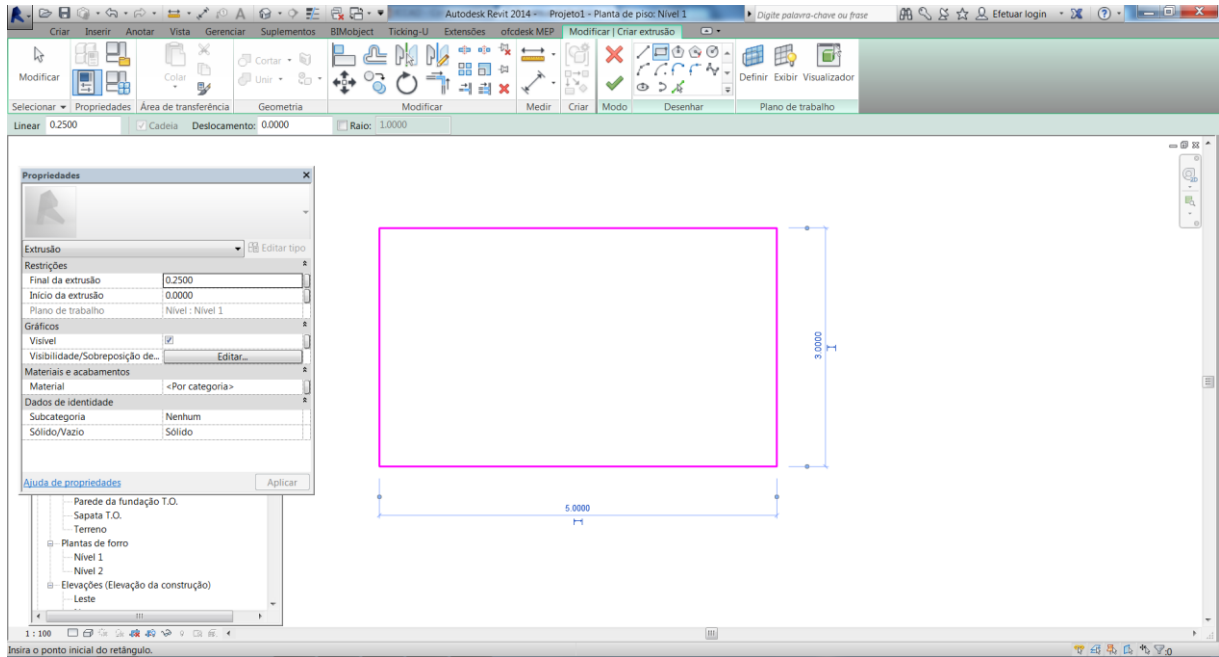 Autodesk Revit 2014 - Projeto1 - Planta de piso: Nível 1
Digite palavra-chave ou frase
Efetuar login
Criar Inserir Anotar Vista Gerenciar Suplementos BIMobject Ticking-U Extensões ofcdesk MEP Modificar | Criar extrusão
Modificar Colar Cortar Definir Exibir Visualizador
Unir
Selecionar Propriedades Área de transferência Geometria Modificar Medir Criar Modo Desenhar Plano de trabalho
Linear 0.2500 Cadeia Deslocamento: 0.0000 Raio: 1.0000
Propriedades
Extrusão Editar tipo
Restrições
Final da extrusão 0.2500
Início da extrusão 0.0000
Plano de trabalho Nível : Nível 1
Gráficos
Visível
Visibilidade/Sobreposição de... Editar...
Materiais e acabamentos
Material <Por categoria>
Dados de identidade
Subcategoria Nenhum
Sólido/Vazio Sólido
Ajuda de propriedades Aplicar
3.0000
5.0000
Parede da fundação T.O.
Sapata T.O.
Terreno
Plantas de forro
Nível 1
Nível 2
Elevações (Elevação da construção)
Leste
1 : 100
Insira o ponto inicial do retângulo.
:0